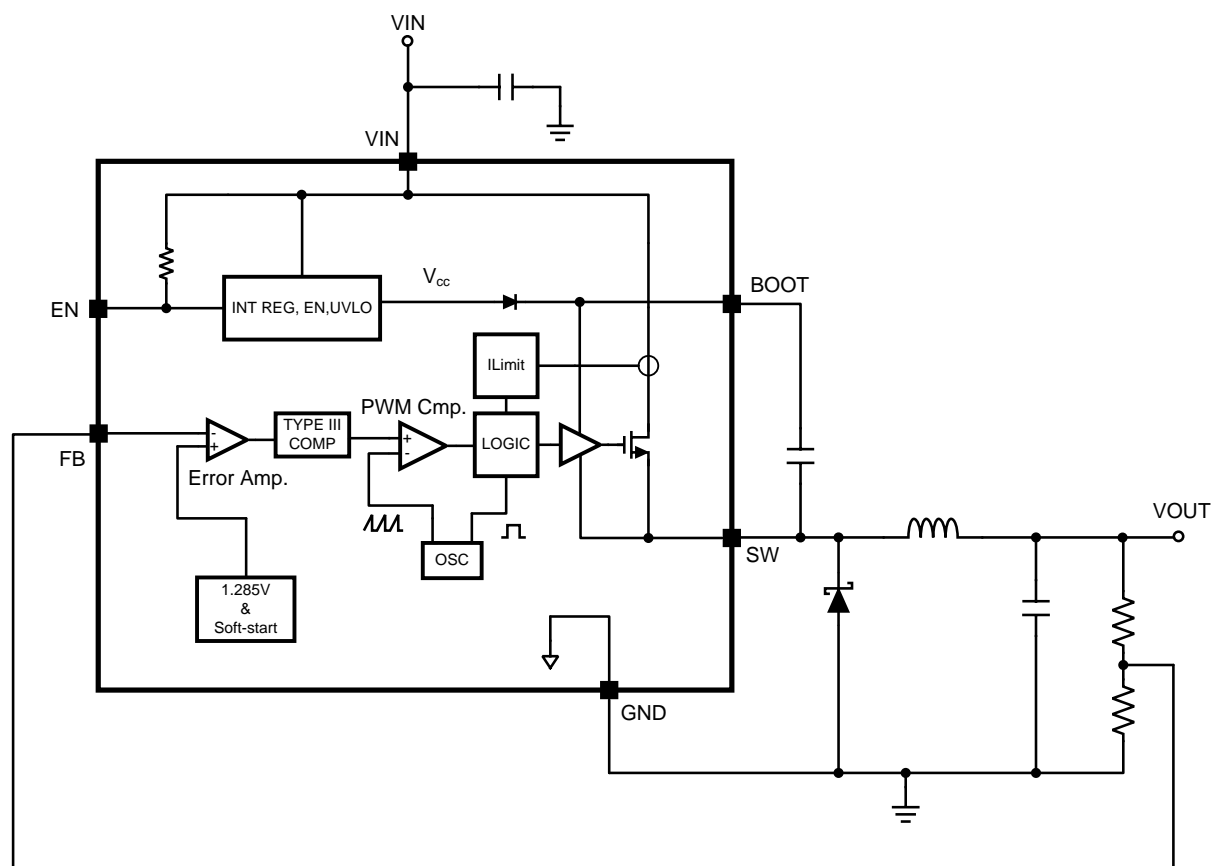 VIN
VIN
V_cc
BOOT
EN
INT REG, EN,UVLO
ILimit
PWM Cmp.
FB
-
+
TYPE III
COMP
+
-
LOGIC
Error Amp.
VOUT
SW
OSC
1.285V
&
Soft-start
GND